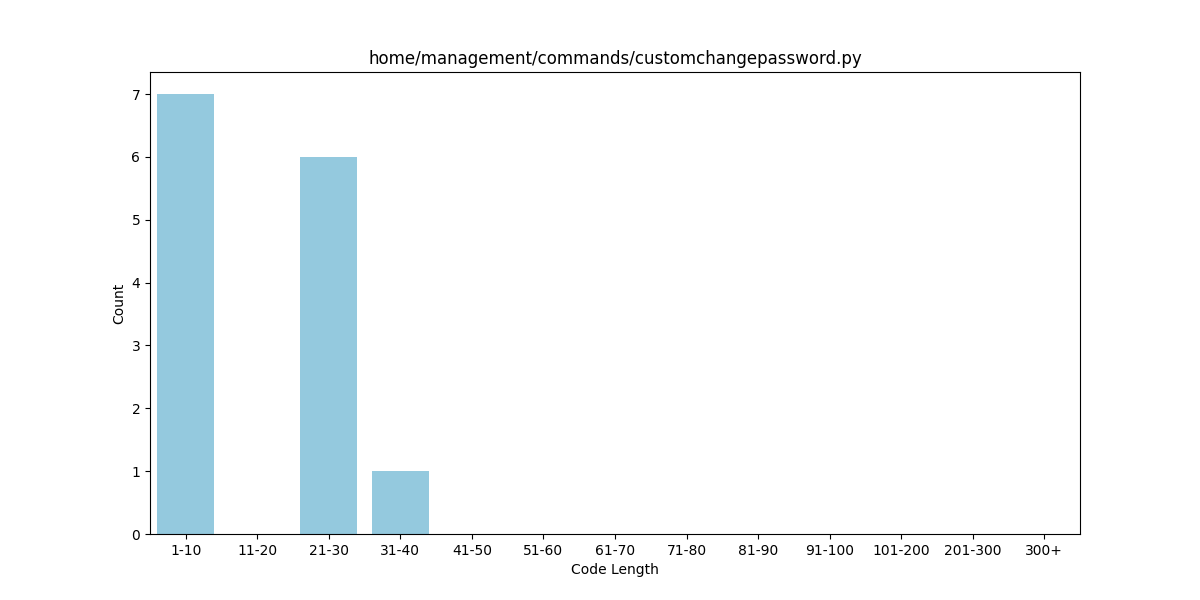 home/management/commands/customchangepassword.py
7
6
5
4
3
2
1
0
Count
1-10 11-20 21-30 31-40 41-50 51-60 61-70 71-80 81-90 91-100 101-200 201-300 300+
Code Length